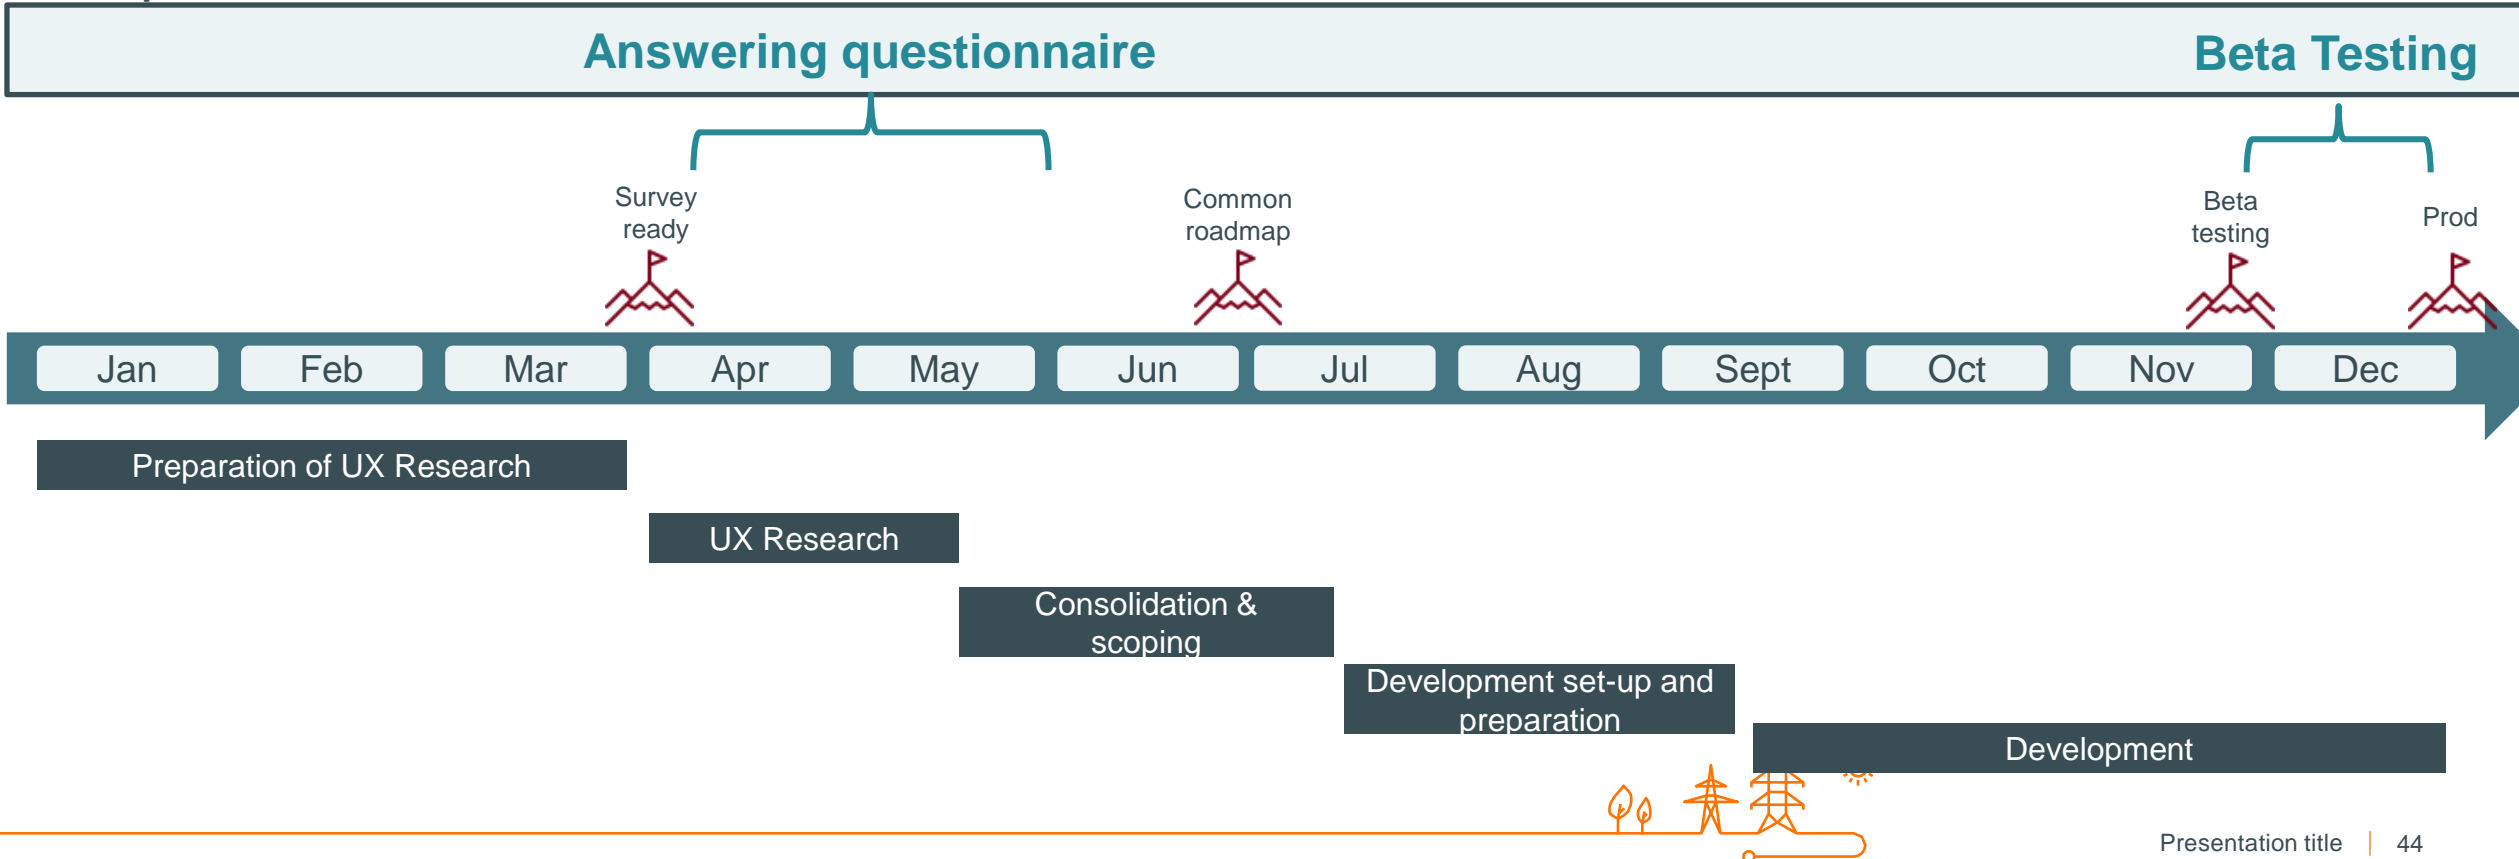 Answering questionnaire
Beta Testing
Survey
ready
Common
roadmap
Beta
testing
Prod
Jan
Feb
Mar
Apr
May
Jun
Jul
Aug
Sept
Oct
Nov
Dec
Preparation of UX Research
UX Research
Consolidation &
scoping
Development set-up and
preparation
Development
Presentation title
44